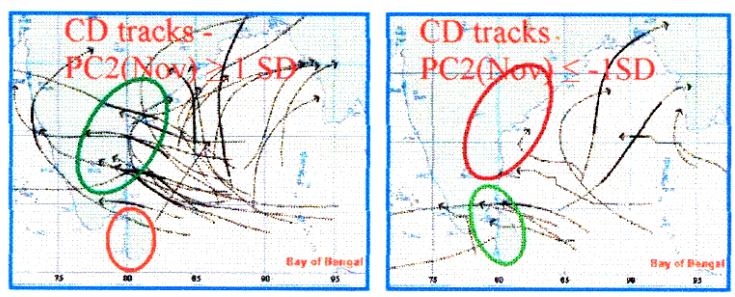 CD tracks -
PC2(Nov) ≥ 1 SD
Bay of Bengal
75 80 85 90 95
CD tracks -
PC2(Nov) ≤ -1SD
Bay of Bengal
75 80 85 90 95